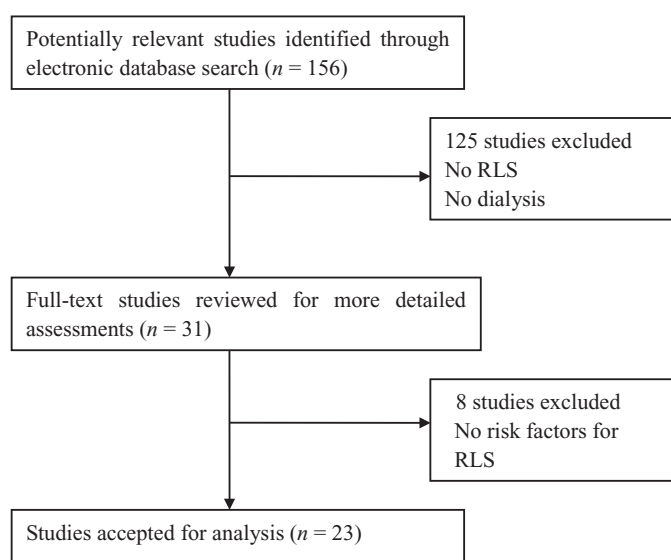 Potentially relevant studies identified through
electronic database search (n = 156)
125 studies excluded
No RLS
No dialysis
Full-text studies reviewed for more detailed
assessments (n = 31)
8 studies excluded
No risk factors for
RLS
Studies accepted for analysis (n = 23)